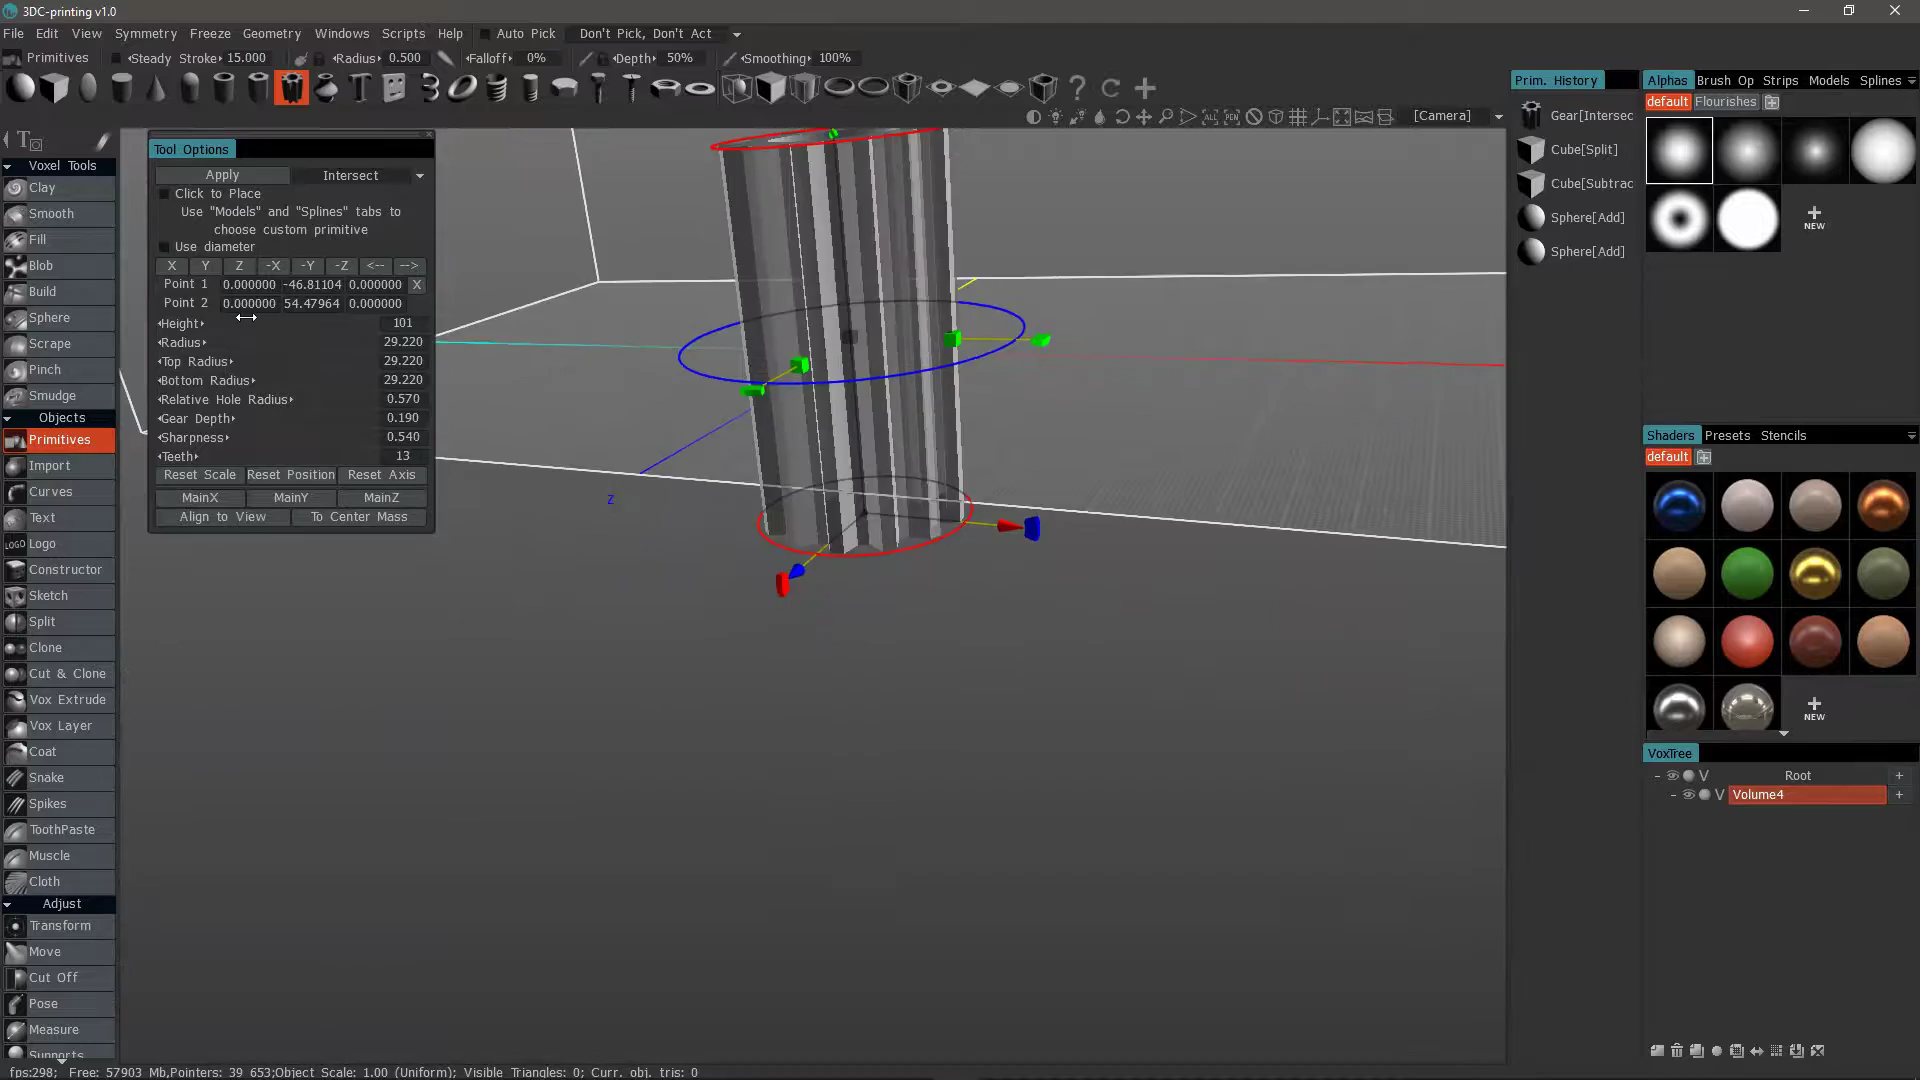 3DC-printing v1.0
File Edit View Symmetry Freeze Geometry Windows Scripts Help Auto Pick Don't Pick, Don't Act
Primitives Steady Stroke 15.000 Radius 0.500 Falloff 0% Depth 50% Smoothing 100%
[Camera]
Voxel Tools
Clay
Smooth
Fill
Blob
Build
Sphere
Scrape
Pinch
Smudge
Objects
Primitives
Import
Curves
Text
LOGO Logo
Constructor
Sketch
Split
Clone
Cut & Clone
Vox Extrude
Vox Layer
Coat
Snake
Spikes
ToothPaste
Muscle
Cloth
Adjust
Transform
Move
Cut Off
Pose
Measure
Supports
Tool Options
Apply Intersect
Click to Place
Use "Models" and "Splines" tabs to
choose custom primitive
Use diameter
X Y Z -X -Y -Z <-- -->
Point 1 0.000000 -46.81104 0.000000 X
Point 2 0.000000 54.47964 0.000000
Height 101
Radius 29.220
Top Radius 29.220
Bottom Radius 29.220
Relative Hole Radius 0.570
Gear Depth 0.190
Sharpness 0.540
Teeth 13
Reset Scale Reset Position Reset Axis
MainX MainY MainZ
Align to View To Center Mass
z
Prim. History
Gear[Intersec
Cube[Split]
Cube[Subtrac
Sphere[Add]
Sphere[Add]
Alphas Brush Op Strips Models Splines
default Flourishes
NEW
Shaders Presets Stencils
default
NEW
VoxTree
V Root +
V Volume4 +
fps:298; Free: 57903 Mb,Pointers: 39 653;Object Scale: 1.00 (Uniform); Visible Triangles: 0; Curr. obj. tris: 0